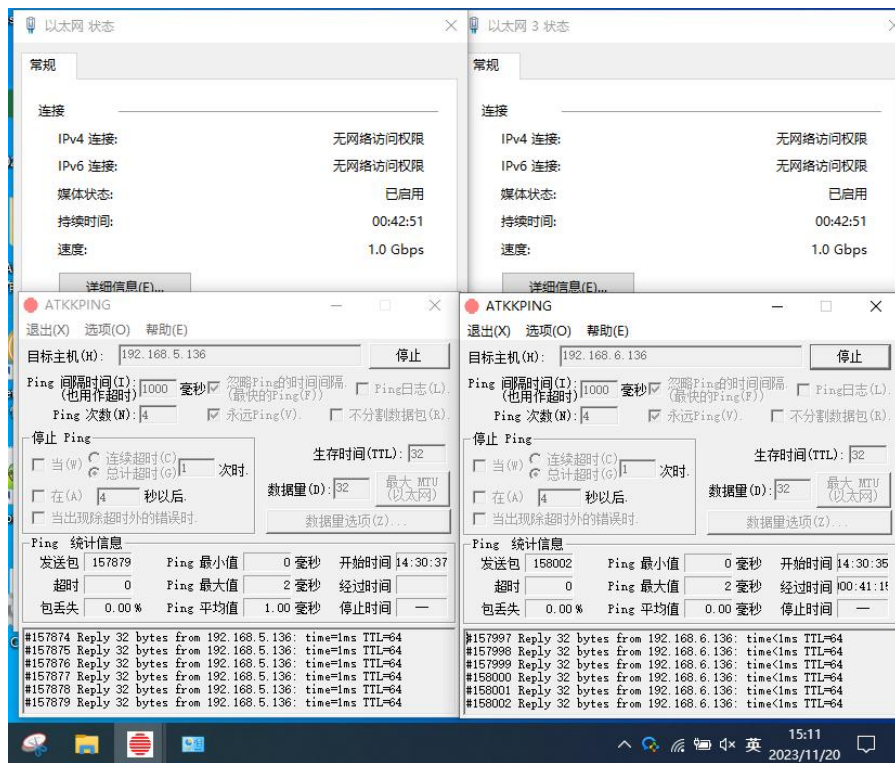 以太网 状态
常规
连接
IPv4 连接: 无网络访问权限
IPv6 连接: 无网络访问权限
媒体状态: 已启用
持续时间: 00:42:51
速度: 1.0 Gbps
详细信息(E)...
以太网 3 状态
常规
连接
IPv4 连接: 无网络访问权限
IPv6 连接: 无网络访问权限
媒体状态: 已启用
持续时间: 00:42:51
速度: 1.0 Gbps
详细信息(E)...
ATKKPING
退出(X) 选项(O) 帮助(E)
目标主机(H): 192.168.5.136 停止
Ping 间隔时间(I): 1000 毫秒 忽略Ping的时间间隔.
(也用作超时) (最快的Ping(F)) Ping日志(L).
Ping 次数(N): 4 永远Ping(V). 不分割数据包(R).
停止 Ping
当(W) 连续超时(C)
总计超时(G) 1 次时.
在(A) 4 秒以后.
当出现除超时外的错误时.
生存时间(TTL): 32
数据量(D): 32 最大 MTU
(以太网)
数据量选项(Z)...
Ping 统计信息
发送包 157879 Ping 最小值 0 毫秒 开始时间 14:30:37
超时 0 Ping 最大值 2 毫秒 经过时间
包丢失 0.00 % Ping 平均值 1.00 毫秒 停止时间 —
#157874 Reply 32 bytes from 192.168.5.136: time=1ms TTL=64
#157875 Reply 32 bytes from 192.168.5.136: time=1ms TTL=64
#157876 Reply 32 bytes from 192.168.5.136: time=1ms TTL=64
#157877 Reply 32 bytes from 192.168.5.136: time=1ms TTL=64
#157878 Reply 32 bytes from 192.168.5.136: time=1ms TTL=64
#157879 Reply 32 bytes from 192.168.5.136: time=1ms TTL=64
ATKKPING
退出(X) 选项(O) 帮助(E)
目标主机(H): 192.168.6.136 停止
Ping 间隔时间(I): 1000 毫秒 忽略Ping的时间间隔.
(也用作超时) (最快的Ping(F)) Ping日志(L).
Ping 次数(N): 4 永远Ping(V). 不分割数据包(R).
停止 Ping
当(W) 连续超时(C)
总计超时(G) 1 次时.
在(A) 4 秒以后.
当出现除超时外的错误时.
生存时间(TTL): 32
数据量(D): 32 最大 MTU
(以太网)
数据量选项(Z)...
Ping 统计信息
发送包 158002 Ping 最小值 0 毫秒 开始时间 14:30:35
超时 0 Ping 最大值 2 毫秒 经过时间 00:41:15
包丢失 0.00 % Ping 平均值 0.00 毫秒 停止时间 —
#157997 Reply 32 bytes from 192.168.6.136: time<1ms TTL=64
#157998 Reply 32 bytes from 192.168.6.136: time<1ms TTL=64
#157999 Reply 32 bytes from 192.168.6.136: time<1ms TTL=64
#158000 Reply 32 bytes from 192.168.6.136: time<1ms TTL=64
#158001 Reply 32 bytes from 192.168.6.136: time<1ms TTL=64
#158002 Reply 32 bytes from 192.168.6.136: time<1ms TTL=64
英
15:11
2023/11/20